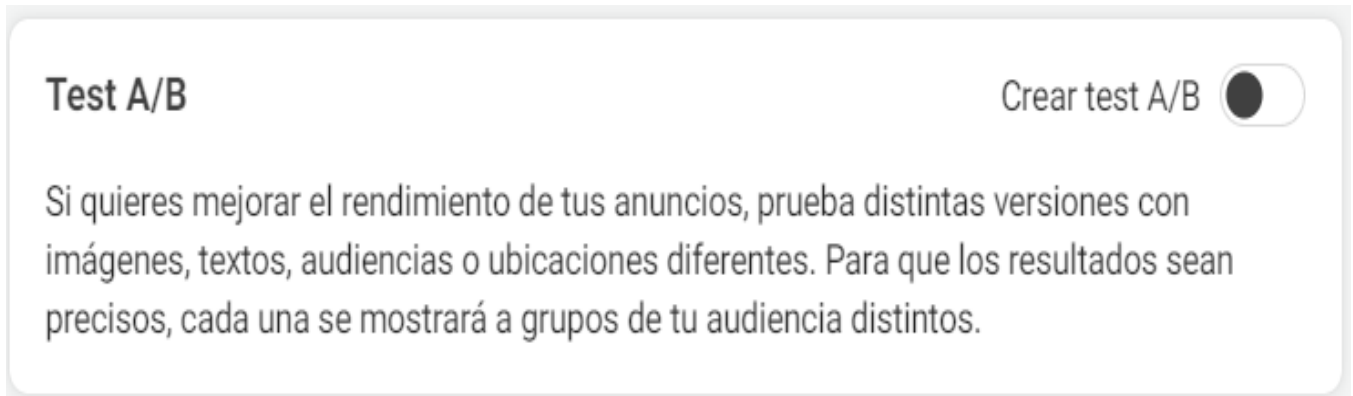 Test A/B
Crear test A/B
Si quieres mejorar el rendimiento de tus anuncios, prueba distintas versiones con
imágenes, textos, audiencias o ubicaciones diferentes. Para que los resultados sean
precisos, cada una se mostrará a grupos de tu audiencia distintos.